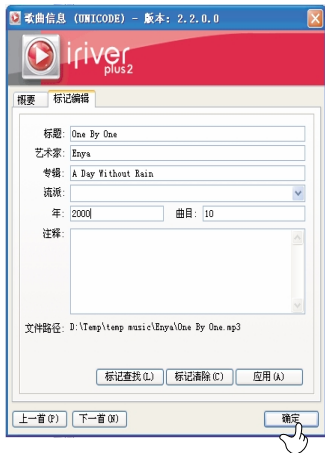 歌曲信息 (UNICODE) - 版本: 2.2.0.0
iriver
plus2
概要 标记编辑
标题: One By One
艺术家: Enya
专辑: A Day Without Rain
流派:
年: 2000 曲目: 10
注释:
文件路径: D:\Temp\temp music\Enya\One By One.mp3
标记查找(L) 标记清除(C) 应用(A)
上一首(P) 下一首(N) 确定